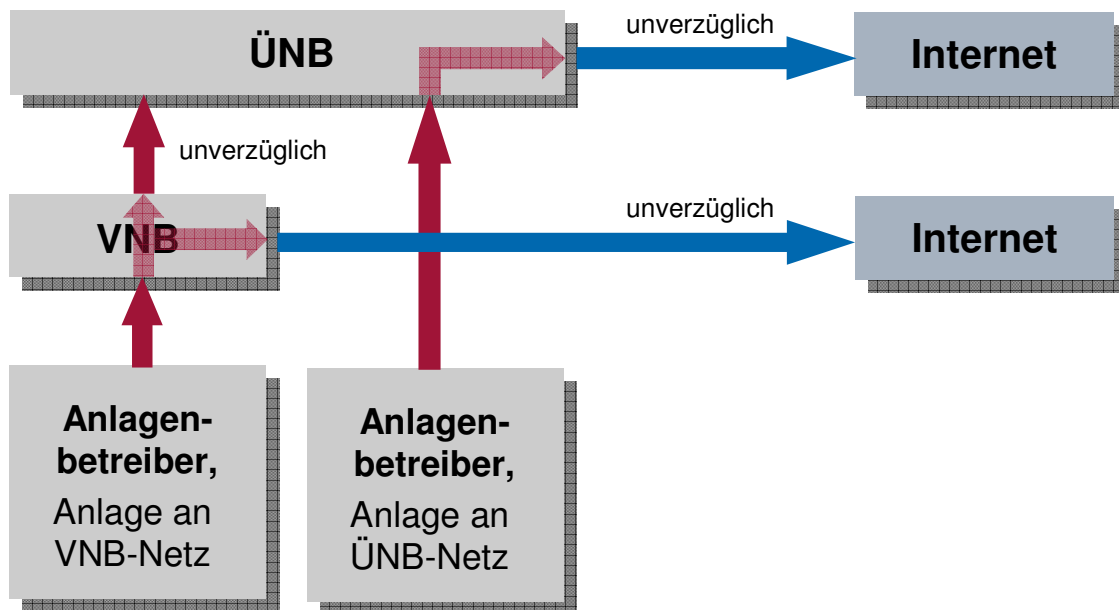 unverzüglich
ÜNB
Internet
unverzüglich
unverzüglich
VNB
Internet
Anlagen-
betreiber,
Anlage an
VNB-Netz
Anlagen-
betreiber,
Anlage an
ÜNB-Netz